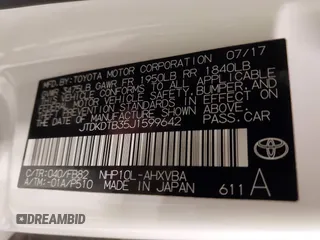 MFD. BY: TOYOTA MOTOR CORPORATION 07/17
GVWR 3475LB GAWR FR 1950LB RR 1840LB
THIS VEHICLE CONFORMS TO ALL APPLICABLE
FEDERAL MOTOR VEHICLE SAFETY, BUMPER, AND
THEFT PREVENTION STANDARDS IN EFFECT ON THE
DATE OF MANUFACTURE SHOWN ABOVE.
JTDKDTB35J1599642
PASS. CAR
C/TR:040/FB82 NHP10L-AHXVBA
A/TM:-01A/P510 MADE IN JAPAN 611A
TOYOTA
DREAMBID